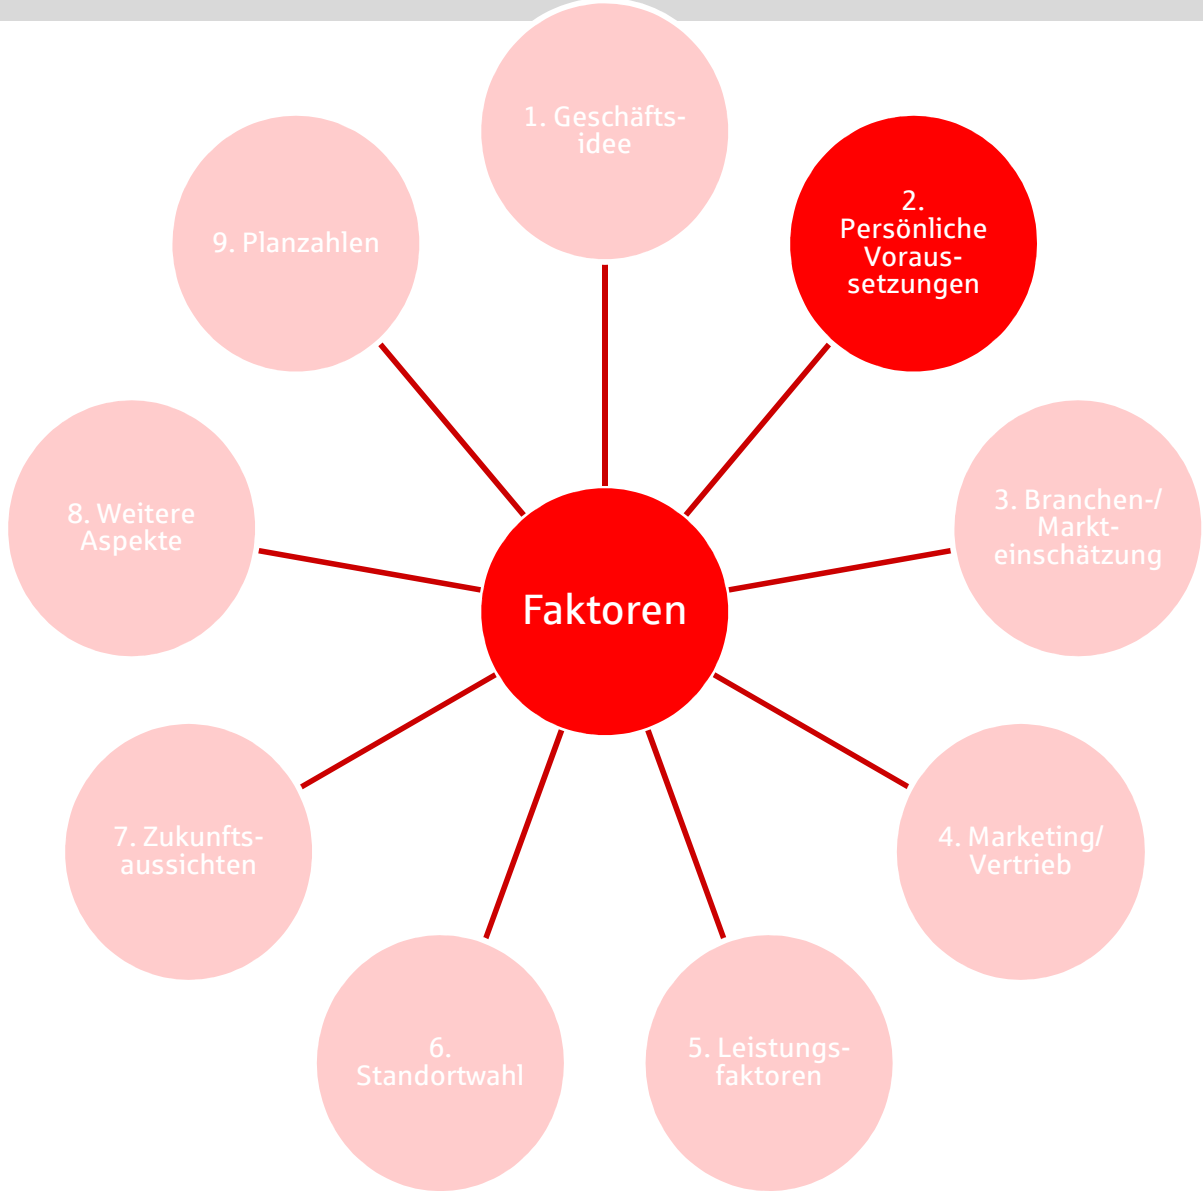 1. Geschäfts-
idee
2.
Persönliche
Voraus-
setzungen
3. Branchen-/
Markt-
einschätzung
4. Marketing/
Vertrieb
5. Leistungs-
faktoren
6.
Standortwahl
7. Zukunfts-
aussichten
8. Weitere
Aspekte
9. Planzahlen
Faktoren